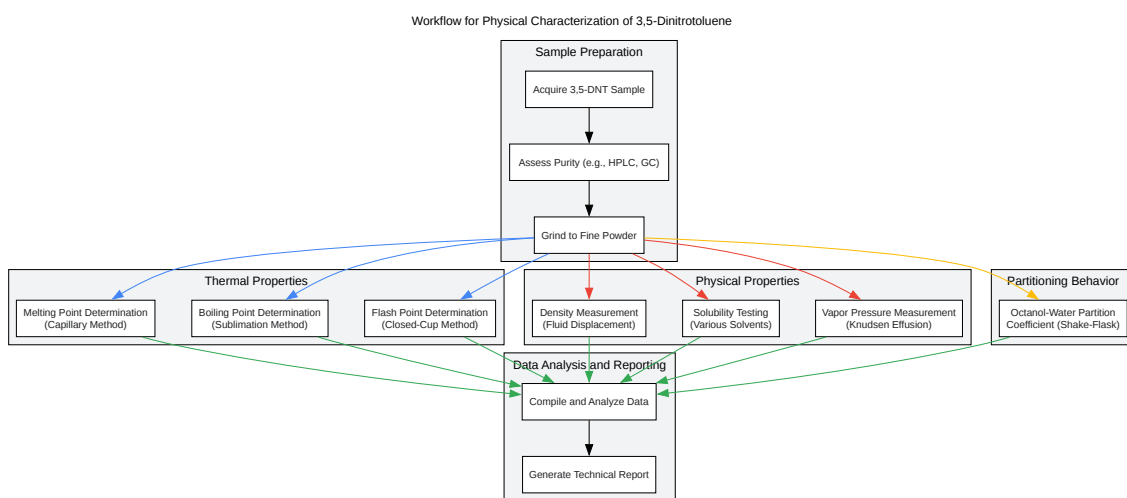 Workflow for Physical Characterization of 3,5-Dinitrotoluene
Sample Preparation
Acquire 3,5-DNT Sample
Assess Purity (e.g., HPLC, GC)
Grind to Fine Powder
Thermal Properties
Melting Point Determination
(Capillary Method)
Boiling Point Determination
(Sublimation Method)
Flash Point Determination
(Closed-Cup Method)
Physical Properties
Density Measurement
(Fluid Displacement)
Solubility Testing
(Various Solvents)
Vapor Pressure Measurement
(Knudsen Effusion)
Partitioning Behavior
Octanol-Water Partition
Coefficient (Shake-Flask)
Data Analysis and Reporting
Compile and Analyze Data
Generate Technical Report